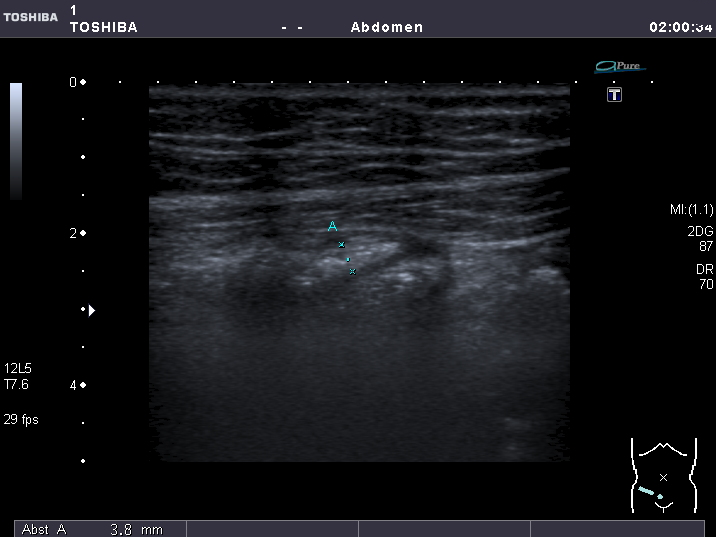 TOSHIBA
1
TOSHIBA
- -
Abdomen
02:00:34
aPure
T
0
2
4
A
MI:(1.1)
2DG
87
DR
70
12L5
T7.6
29 fps
Abst A 3.8 mm